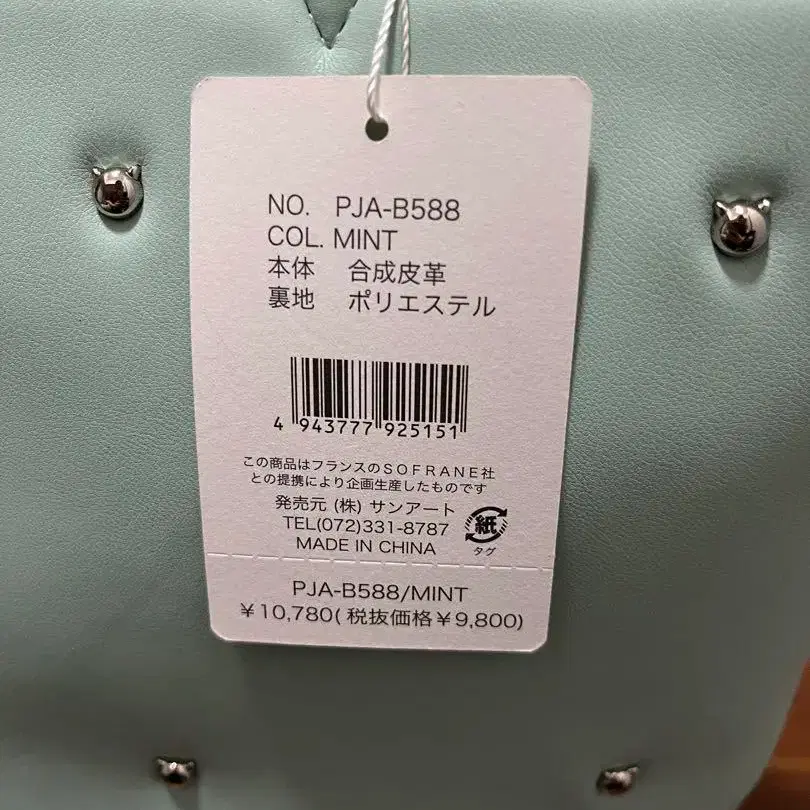 NO. PJA-B588
COL. MINT
本体 合成皮革
裏地 ポリエステル
4 943777 925151
この商品はフランスのSOFRANE社
との提携により企画生産したものです
発売元 (株) サンアート
TEL(072)331-8787
MADE IN CHINA
紙
タグ
PJA-B588/MINT
¥10,780(税抜価格¥9,800)